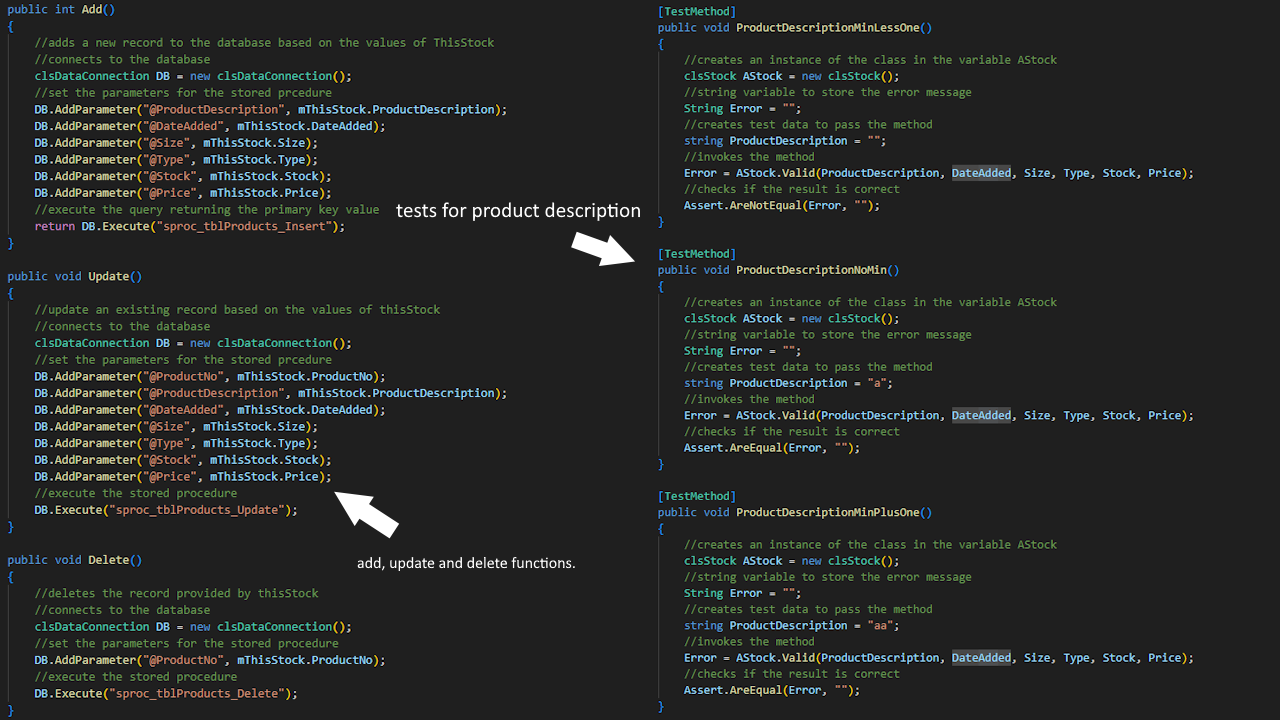 public int Add()
{
//adds a new record to the database based on the values of ThisStock
//connects to the database
clsDataConnection DB = new clsDataConnection();
//set the parameters for the stored prcedure
DB.AddParameter("@ProductDescription", mThisStock.ProductDescription);
DB.AddParameter("@DateAdded", mThisStock.DateAdded);
DB.AddParameter("@Size", mThisStock.Size);
DB.AddParameter("@Type", mThisStock.Type);
DB.AddParameter("@Stock", mThisStock.Stock);
DB.AddParameter("@Price", mThisStock.Price);
//execute the query returning the primary key value
return DB.Execute("sproc_tblProducts_Insert");
}
public void Update()
{
//update an existing record based on the values of thisStock
//connects to the database
clsDataConnection DB = new clsDataConnection();
//set the parameters for the stored prcedure
DB.AddParameter("@ProductNo", mThisStock.ProductNo);
DB.AddParameter("@ProductDescription", mThisStock.ProductDescription);
DB.AddParameter("@DateAdded", mThisStock.DateAdded);
DB.AddParameter("@Size", mThisStock.Size);
DB.AddParameter("@Type", mThisStock.Type);
DB.AddParameter("@Stock", mThisStock.Stock);
DB.AddParameter("@Price", mThisStock.Price);
//execute the stored procedure
DB.Execute("sproc_tblProducts_Update");
}
public void Delete()
{
//deletes the record provided by thisStock
//connects to the database
clsDataConnection DB = new clsDataConnection();
//set the parameters for the stored procedure
DB.AddParameter("@ProductNo", mThisStock.ProductNo);
//execute the stored procedure
DB.Execute("sproc_tblProducts_Delete");
}
add, update and delete functions.
tests for product description
[TestMethod]
public void ProductDescriptionMinLessOne()
{
//creates an instance of the class in the variable AStock
clsStock AStock = new clsStock();
//string variable to store the error message
String Error = "";
//creates test data to pass the method
string ProductDescription = "";
//invokes the method
Error = AStock.Valid(ProductDescription, DateAdded, Size, Type, Stock, Price);
//checks if the result is correct
Assert.AreNotEqual(Error, "");
}
[TestMethod]
public void ProductDescriptionNoMin()
{
//creates an instance of the class in the variable AStock
clsStock AStock = new clsStock();
//string variable to store the error message
String Error = "";
//creates test data to pass the method
string ProductDescription = "a";
//invokes the method
Error = AStock.Valid(ProductDescription, DateAdded, Size, Type, Stock, Price);
//checks if the result is correct
Assert.AreEqual(Error, "");
}
[TestMethod]
public void ProductDescriptionMinPlusOne()
{
//creates an instance of the class in the variable AStock
clsStock AStock = new clsStock();
//string variable to store the error message
String Error = "";
//creates test data to pass the method
string ProductDescription = "aa";
//invokes the method
Error = AStock.Valid(ProductDescription, DateAdded, Size, Type, Stock, Price);
//checks if the result is correct
Assert.AreEqual(Error, "");
}